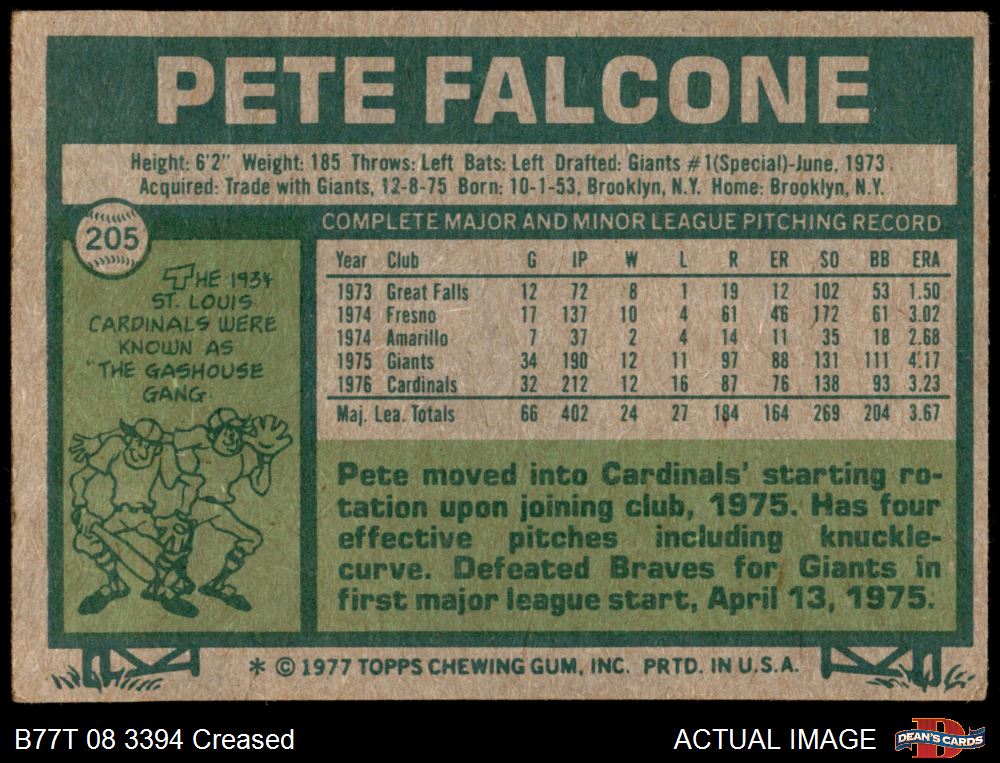 PETE FALCONE
Height: 6'2" Weight: 185 Throws: Left Bats: Left Drafted: Giants #1(Special)-June, 1973.
Acquired: Trade with Giants, 12-8-75 Born: 10-1-53, Brooklyn, N.Y. Home: Brooklyn, N.Y.
205
THE 1934
ST. LOUIS
CARDINALS WERE
KNOWN AS
"THE GASHOUSE
GANG.
COMPLETE MAJOR AND MINOR LEAGUE PITCHING RECORD
Year Club G IP W L R ER SO BB ERA
1973 Great Falls 12 72 8 1 19 12 102 53 1.50
1974 Fresno 17 137 10 4 61 46 172 61 3.02
1974 Amarillo 7 37 2 4 14 11 35 18 2.68
1975 Giants 34 190 12 11 97 88 131 111 4.17
1976 Cardinals 32 212 12 16 87 76 138 93 3.23
Maj. Lea. Totals 66 402 24 27 184 164 269 204 3.67
Pete moved into Cardinals' starting ro-
tation upon joining club, 1975. Has four
effective pitches including knuckle-
curve. Defeated Braves for Giants in
first major league start, April 13, 1975.
* © 1977 TOPPS CHEWING GUM, INC. PRTD. IN U.S.A.
B77T 08 3394 Creased
ACTUAL IMAGE
DEAN'S CARDS